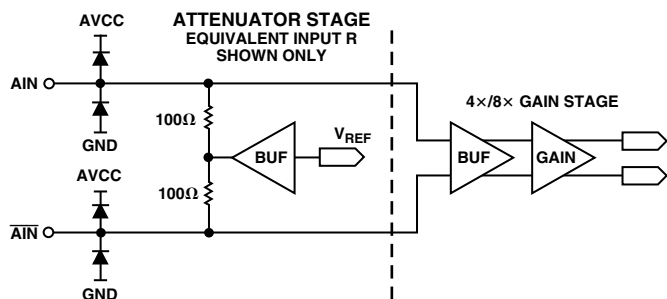 ATTENUATOR STAGE
EQUIVALENT INPUT R
SHOWN ONLY
AVCC
AIN
GND
100Ω
BUF
VREF
100Ω
AVCC
A̅I̅N̅
GND
4×/8× GAIN STAGE
BUF
GAIN